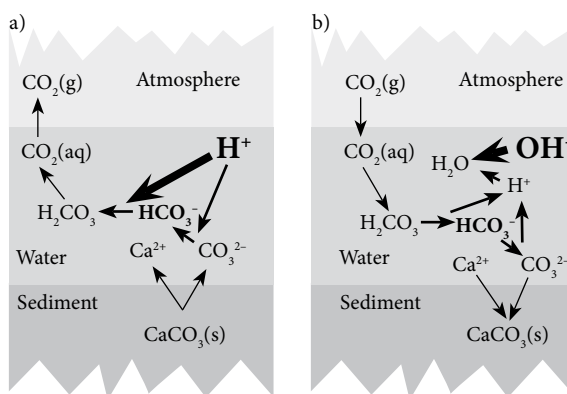 a)
CO₂(g)
Atmosphere
CO₂(aq)
H⁺
H₂CO₃
HCO₃⁻
Ca²⁺
CO₃²⁻
Water
Sediment
CaCO₃(s)
b)
CO₂(g)
Atmosphere
CO₂(aq)
H₂O
OH⁻
H⁺
H₂CO₃
HCO₃⁻
Ca²⁺
CO₃²⁻
Water
Sediment
CaCO₃(s)